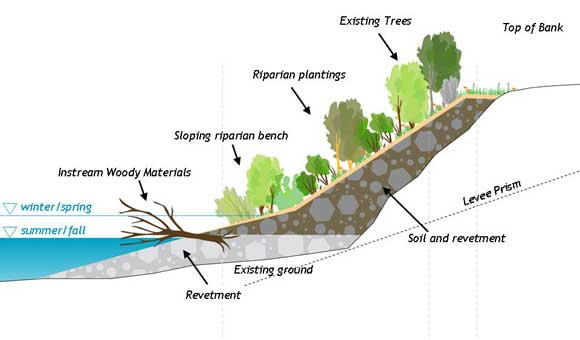 Existing Trees
Top of Bank
Riparian plantings
Sloping riparian bench
Instream Woody Materials
Levee Prism
winter/spring
summer/fall
Soil and revetment
Existing ground
Revetment